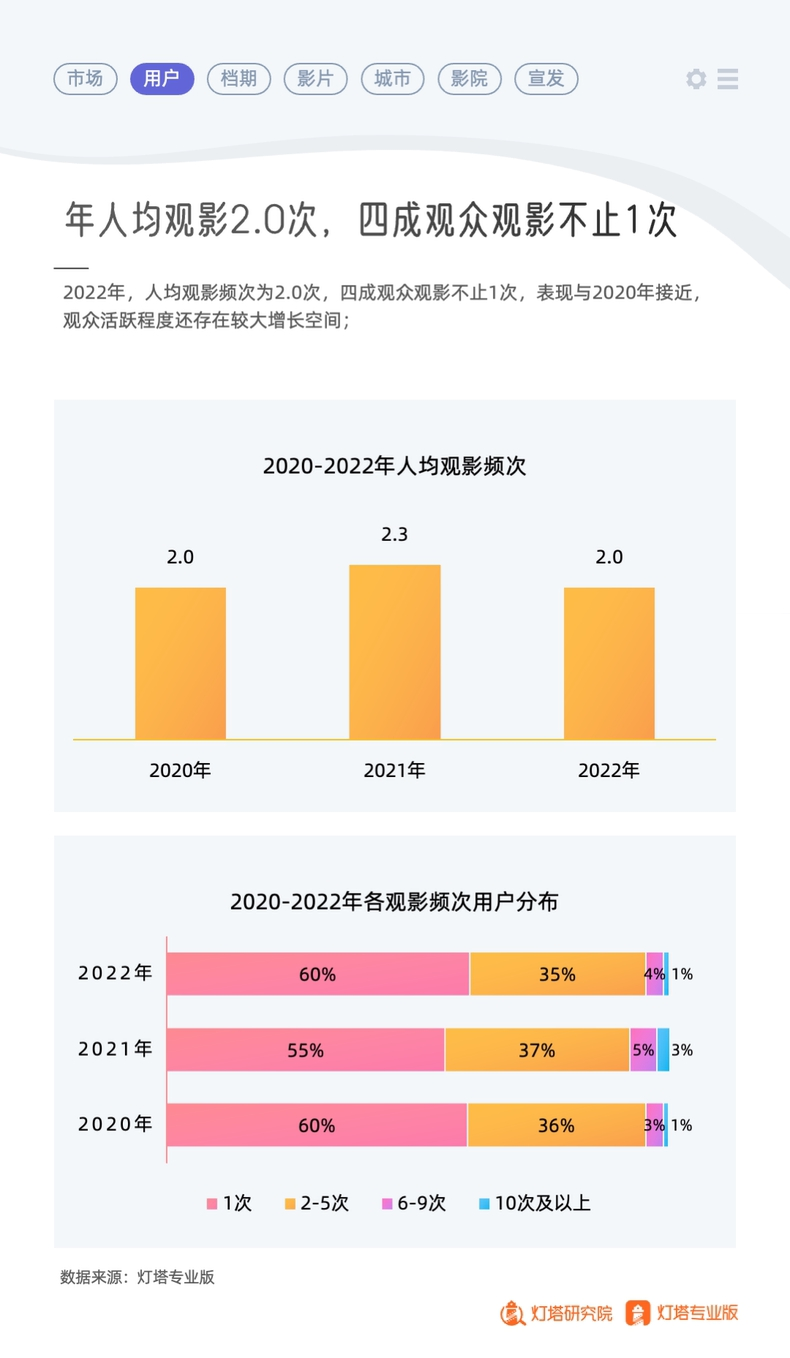 市场 用户 档期 影片 城市 影院 宣发
年人均观影2.0次，四成观众观影不止1次
2022年，人均观影频次为2.0次，四成观众观影不止1次，表现与2020年接近，
观众活跃程度还存在较大增长空间；
2020-2022年人均观影频次
2.0 2.3 2.0
2020年 2021年 2022年
2020-2022年各观影频次用户分布
2022年 60% 35% 4% 1%
2021年 55% 37% 5% 3%
2020年 60% 36% 3% 1%
1次 2-5次 6-9次 10次及以上
数据来源：灯塔专业版
灯塔研究院 灯塔专业版